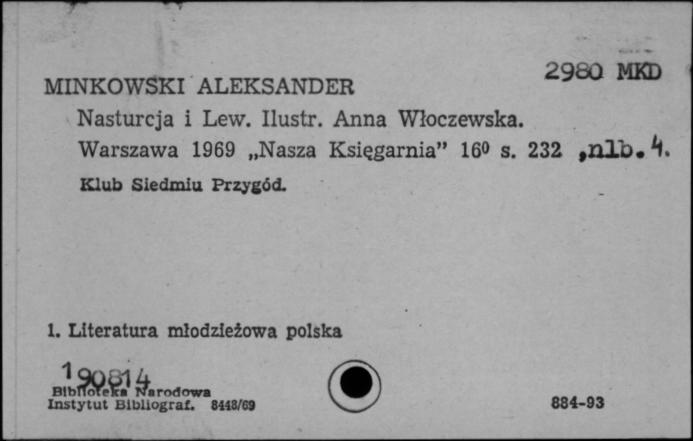 2980 MKD
MINKOWSKI ALEKSANDER
Nasturcja i Lew. Ilustr. Anna Włoczewska.
Warszawa 1969 „Nasza Księgarnia” 16⁰ s. 232 ,nlb. 4.
Klub Siedmiu Przygód.
1. Literatura młodzieżowa polska
190814
Biblioteka Narodowa
Instytut Bibliograf. 8448/69
884-93